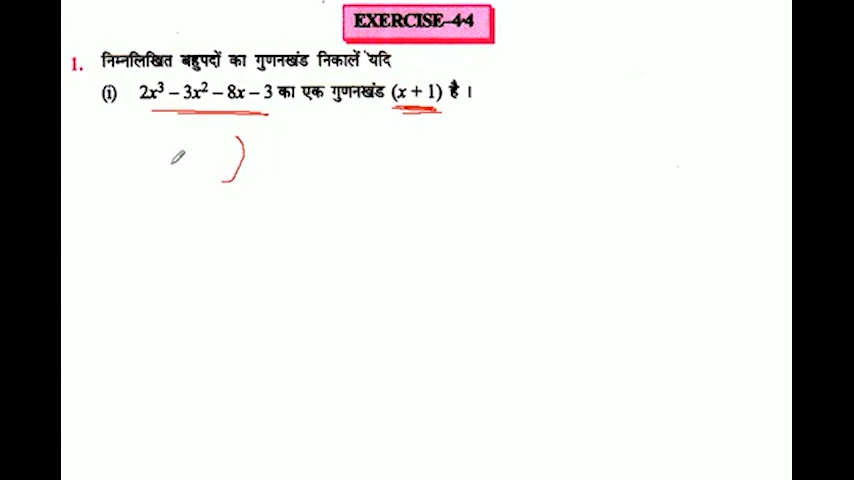 EXERCISE–4·4
1. निम्नलिखित बहुपदों का गुणनखंड निकालें यदि
(i) 2x³ – 3x² – 8x – 3 का एक गुणनखंड (x + 1) है ।
)